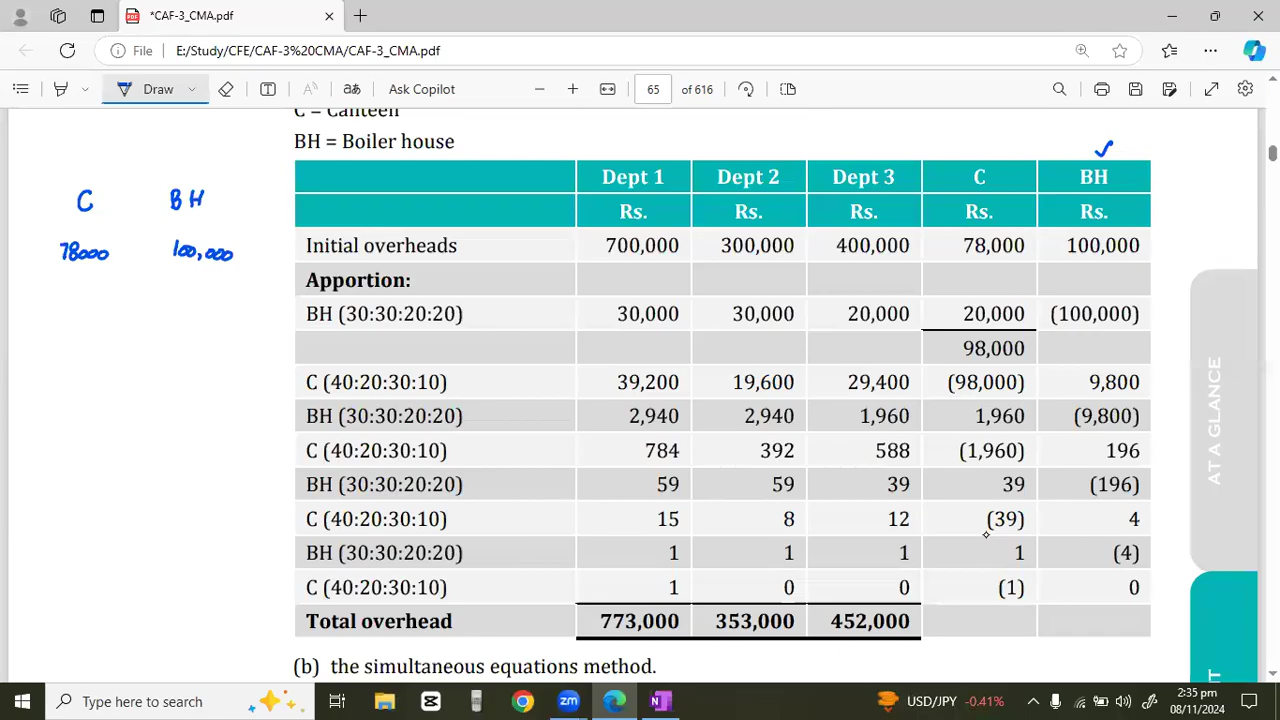 *CAF-3_CMA.pdf
File E:/Study/CFE/CAF-3%20CMA/CAF-3_CMA.pdf
Draw Ask Copilot 65 of 616
C = Canteen
BH = Boiler house
C BH
78000 100,000
Dept 1 Dept 2 Dept 3 C BH
Rs. Rs. Rs. Rs. Rs.
Initial overheads 700,000 300,000 400,000 78,000 100,000
Apportion:
BH (30:30:20:20) 30,000 30,000 20,000 20,000 (100,000)
98,000
C (40:20:30:10) 39,200 19,600 29,400 (98,000) 9,800
BH (30:30:20:20) 2,940 2,940 1,960 1,960 (9,800)
C (40:20:30:10) 784 392 588 (1,960) 196
BH (30:30:20:20) 59 59 39 39 (196)
C (40:20:30:10) 15 8 12 (39) 4
BH (30:30:20:20) 1 1 1 1 (4)
C (40:20:30:10) 1 0 0 (1) 0
Total overhead 773,000 353,000 452,000
(b) the simultaneous equations method.
AT A GLANCE
Type here to search
USD/JPY -0.41%
2:35 pm
08/11/2024